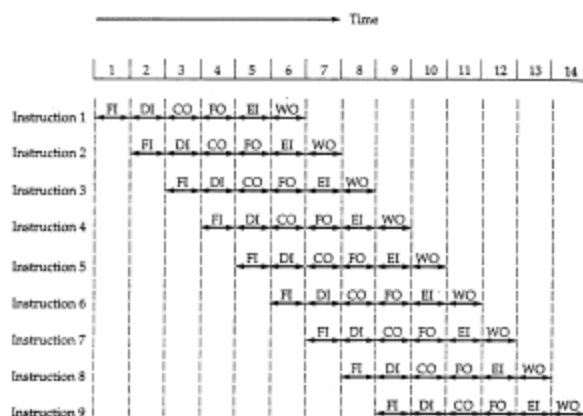 Time
1 2 3 4 5 6 7 8 9 10 11 12 13 14
Instruction 1 FI DI CO FO EI WO
Instruction 2 FI DI CO FO EI WO
Instruction 3 FI DI CO FO EI WO
Instruction 4 FI DI CO FO EI WO
Instruction 5 FI DI CO FO EI WO
Instruction 6 FI DI CO FO EI WO
Instruction 7 FI DI CO FO EI WO
Instruction 8 FI DI CO FO EI WO
Instruction 9 FI DI CO FO EI WO